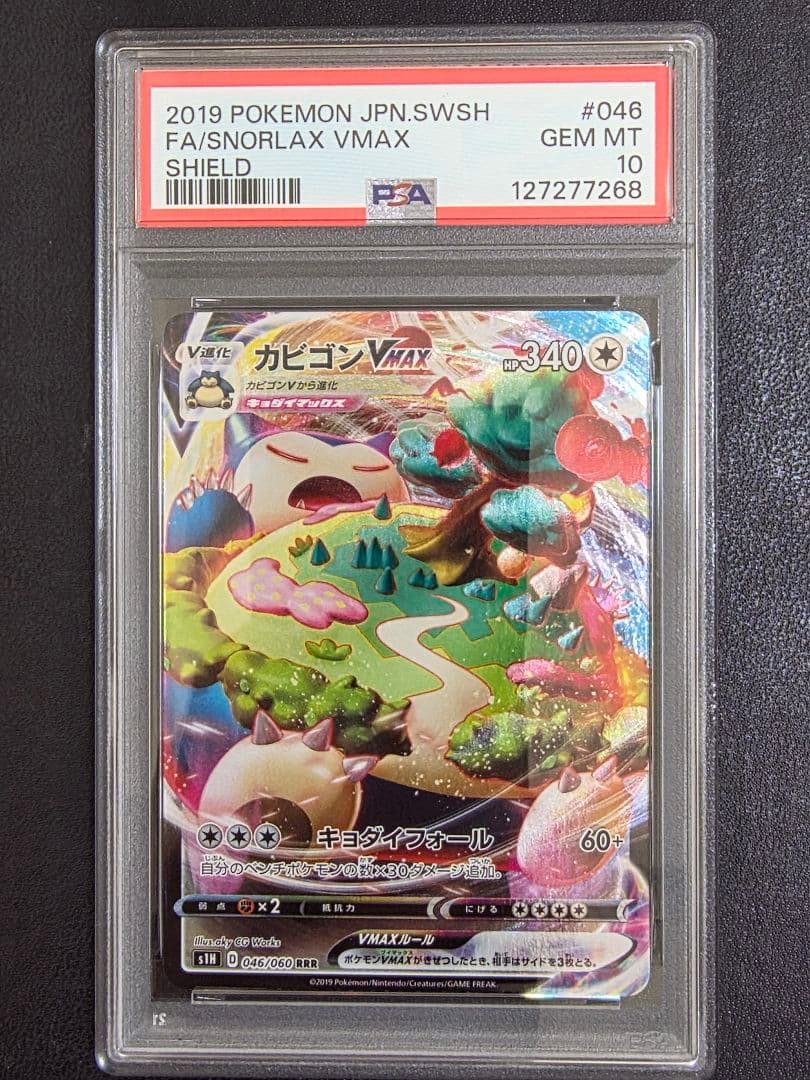 2019 POKEMON JPN.SWSH #046
FA/SNORLAX VMAX GEM MT
SHIELD 10
PSA 127277268
V進化 カビゴンVMAX HP340
カビゴンVから進化
キョダイマックス
キョダイフォール 60+
自分のベンチポケモンの数×30ダメージ追加。
弱点 ×2 抵抗力 にげる
Illus. aky CG Works VMAXルール
s1H D 046/060 RRR ポケモンVMAXがきぜつしたとき、相手はサイドを3枚とる。
©2019 Pokémon/Nintendo/Creatures/GAME FREAK.
PSA